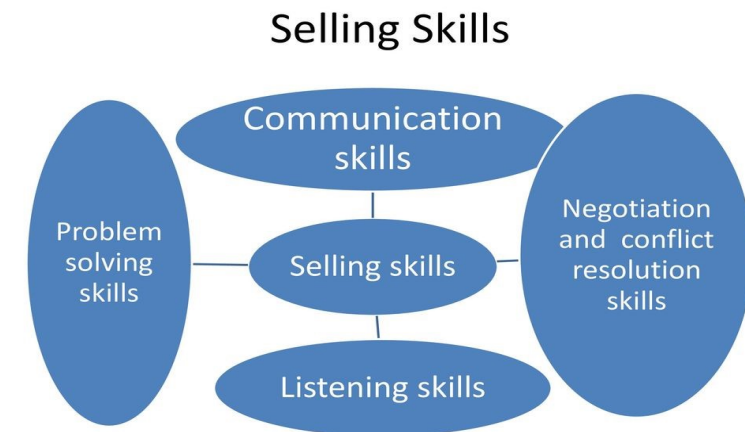 Selling Skills
Communication
skills
Problem
solving
skills
Selling skills
Negotiation
and conflict
resolution
skills
Listening skills